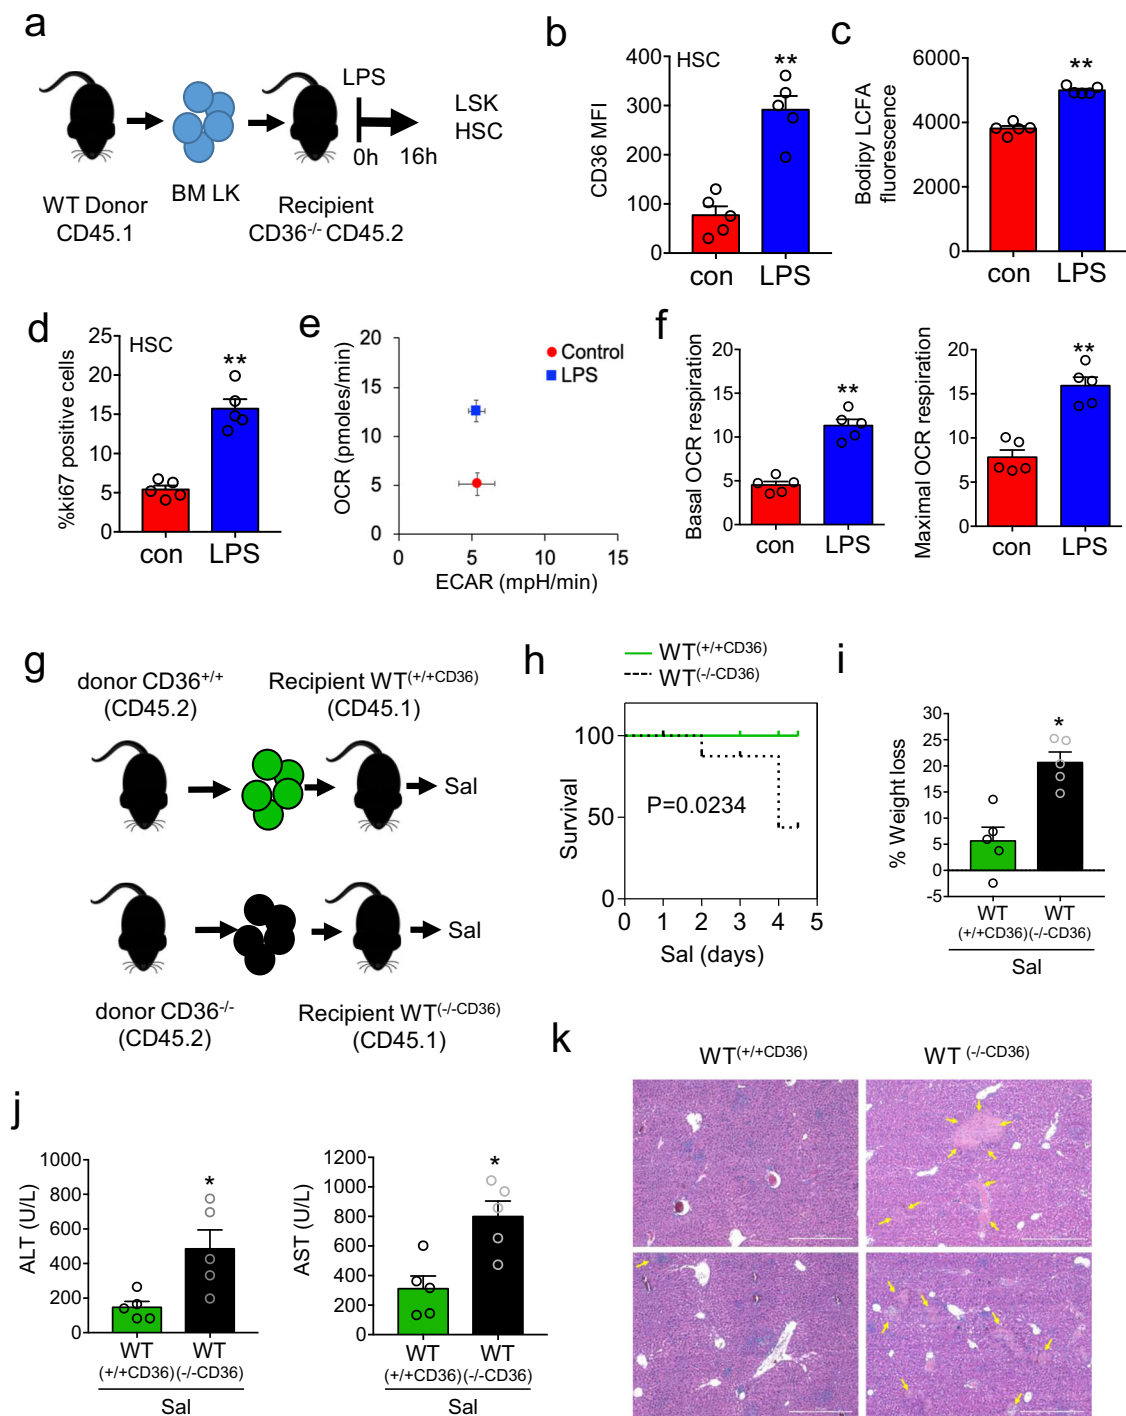 a
LPS
LSK
HSC
0h
16h
BM LK
WT Donor
CD45.1
Recipient
CD36-/- CD45.2
b
CD36 MFI
HSC
**
400
300
200
100
0
con
LPS
c
Bodipy LCFA
fluorescence
**
6000
4000
2000
0
con
LPS
d
%ki67 positive cells
HSC
**
25
20
15
10
5
0
con
LPS
e
OCR (pmoles/min)
20
15
10
5
0
Control
LPS
0
5
10
15
ECAR (mpH/min)
f
Basal OCR respiration
**
20
15
10
5
0
con
LPS
Maximal OCR respiration
**
20
15
10
5
0
con
LPS
g
donor CD36+/+
(CD45.2)
Recipient WT(+/+CD36)
(CD45.1)
Sal
Sal
donor CD36-/-
(CD45.2)
Recipient WT(-/-CD36)
(CD45.1)
h
WT(+/+CD36)
WT(-/-CD36)
Survival
100
50
0
P=0.0234
0
1
2
3
4
5
Sal (days)
i
% Weight loss
*
30
25
20
15
10
5
0
-5
WT
(+/+CD36)
WT
(-/-CD36)
Sal
j
ALT (U/L)
*
1000
800
600
400
200
0
WT
(+/+CD36)
WT
(-/-CD36)
Sal
AST (U/L)
*
1200
1000
800
600
400
200
0
WT
(+/+CD36)
WT
(-/-CD36)
Sal
k
WT(+/+CD36)
WT (-/-CD36)